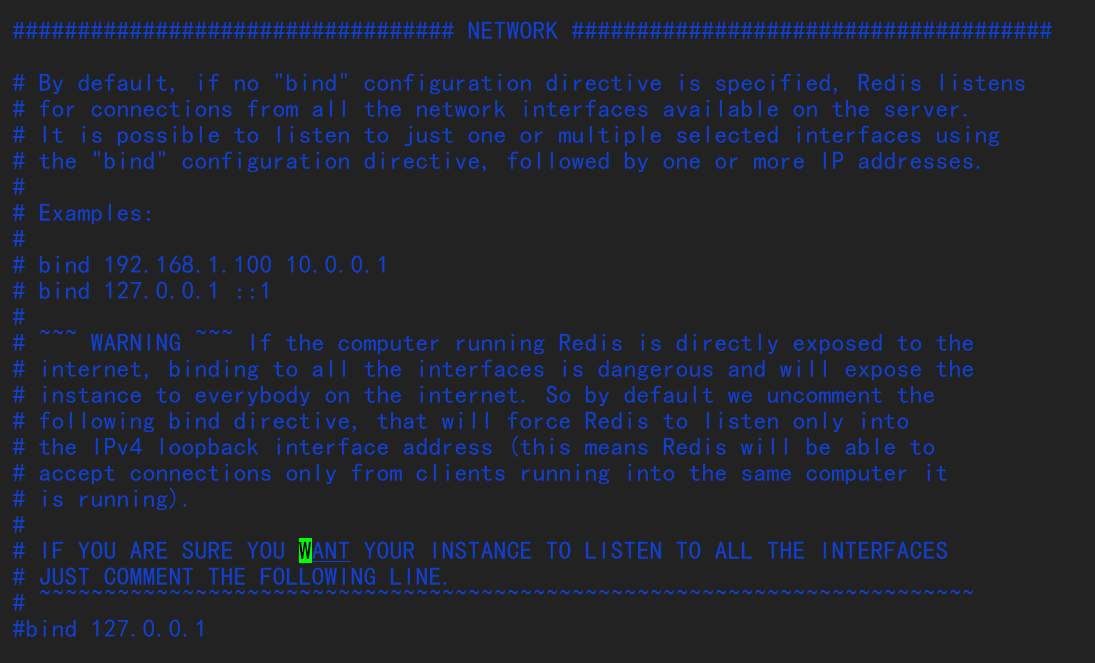 ################################## NETWORK #####################################
# By default, if no "bind" configuration directive is specified, Redis listens
# for connections from all the network interfaces available on the server.
# It is possible to listen to just one or multiple selected interfaces using
# the "bind" configuration directive, followed by one or more IP addresses.
#
# Examples:
#
# bind 192.168.1.100 10.0.0.1
# bind 127.0.0.1 ::1
#
# ~~~ WARNING ~~~ If the computer running Redis is directly exposed to the
# internet, binding to all the interfaces is dangerous and will expose the
# instance to everybody on the internet. So by default we uncomment the
# following bind directive, that will force Redis to listen only into
# the IPv4 loopback interface address (this means Redis will be able to
# accept connections only from clients running into the same computer it
# is running).
#
# IF YOU ARE SURE YOU WANT YOUR INSTANCE TO LISTEN TO ALL THE INTERFACES
# JUST COMMENT THE FOLLOWING LINE.
# ~~~~~~~~~~~~~~~~~~~~~~~~~~~~~~~~~~~~~~~~~~~~~~~~~~~~~~~~~~~~~~~~~~~~~~~~
#bind 127.0.0.1